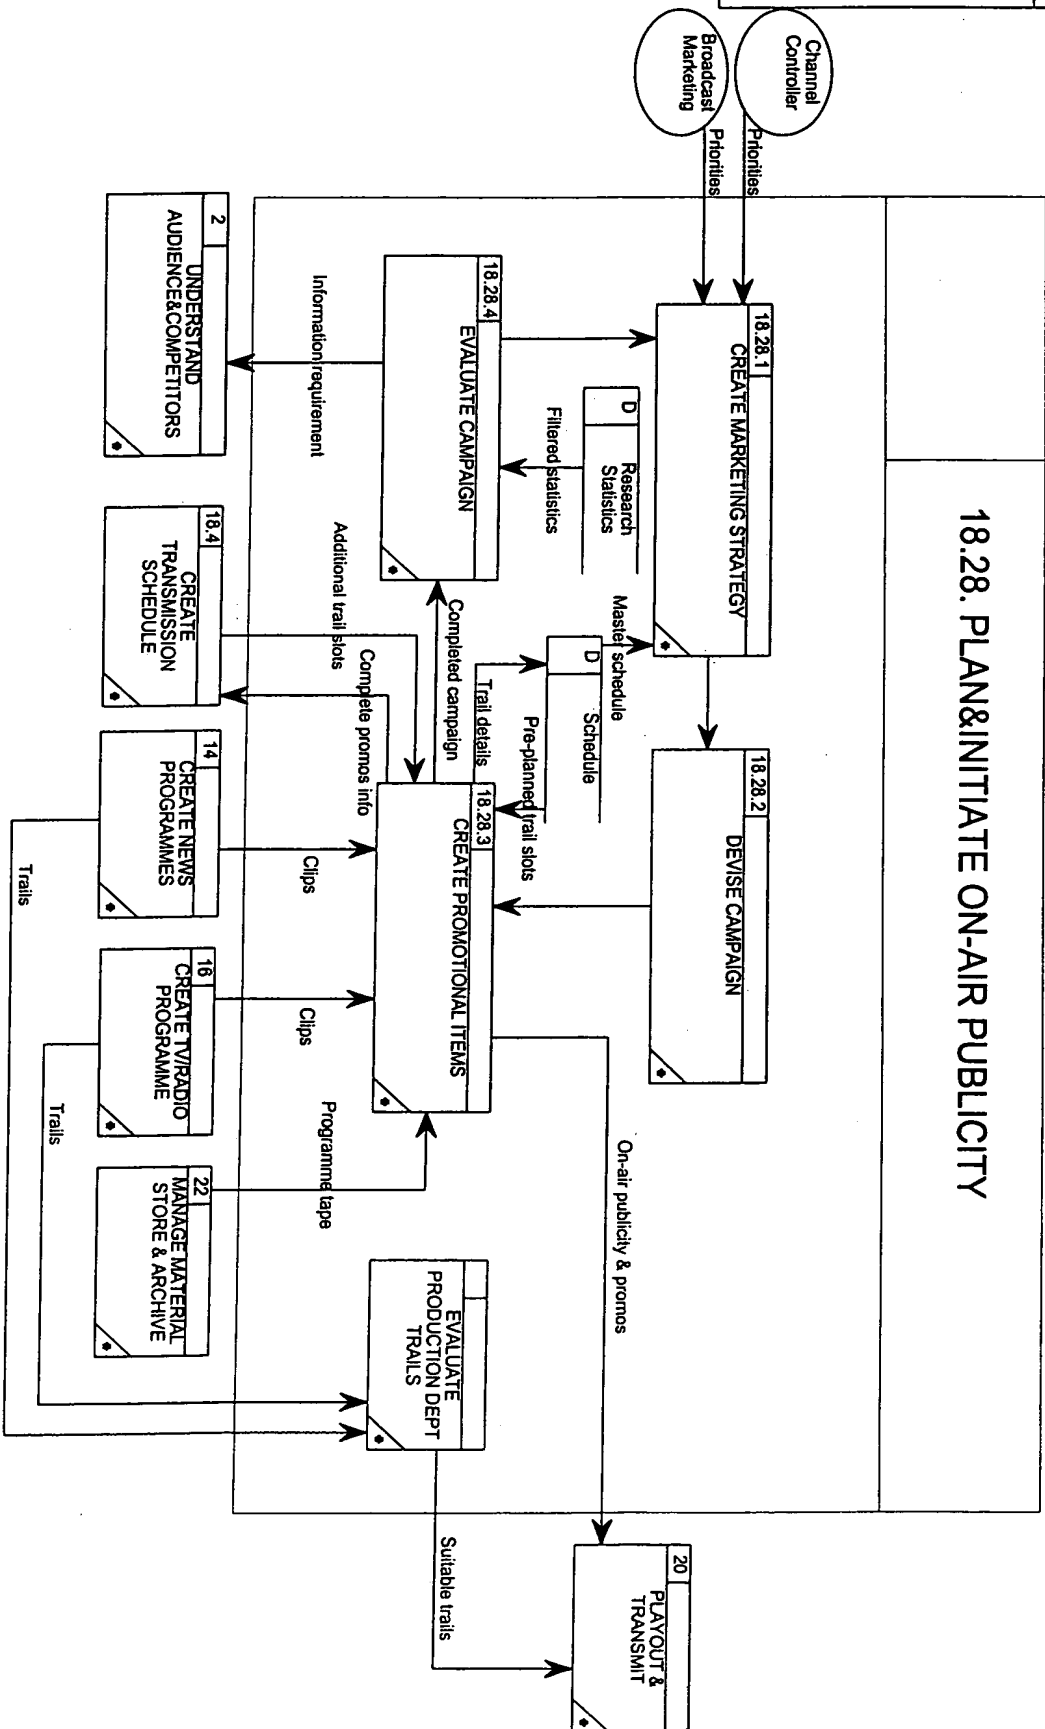 18.28. PLAN&INITIATE ON-AIR PUBLICITY
Channel
Controller
Priorities
Broadcast
Marketing
Priorities
18.28.1
CREATE MARKETING STRATEGY
18.28.2
DEVISE CAMPAIGN
D
Research
Statistics
Filtered statistics
Master schedule
D
Schedule
Pre-planned trail slots
Trail details
18.28.4
EVALUATE CAMPAIGN
Completed campaign
18.28.3
CREATE PROMOTIONAL ITEMS
On-air publicity & promos
20
PLAYOUT &
TRANSMIT
Information requirement
Additional trail slots
Complete promos info
Clips
Clips
Programme tape
EVALUATE
PRODUCTION DEPT
TRAILS
Suitable trails
2
UNDERSTAND
AUDIENCE&COMPETITORS
18.4
CREATE
TRANSMISSION
SCHEDULE
14
CREATE NEWS
PROGRAMMES
16
CREATE TV/RADIO
PROGRAMME
22
MANAGE MATERIAL
STORE & ARCHIVE
Trails
Trails